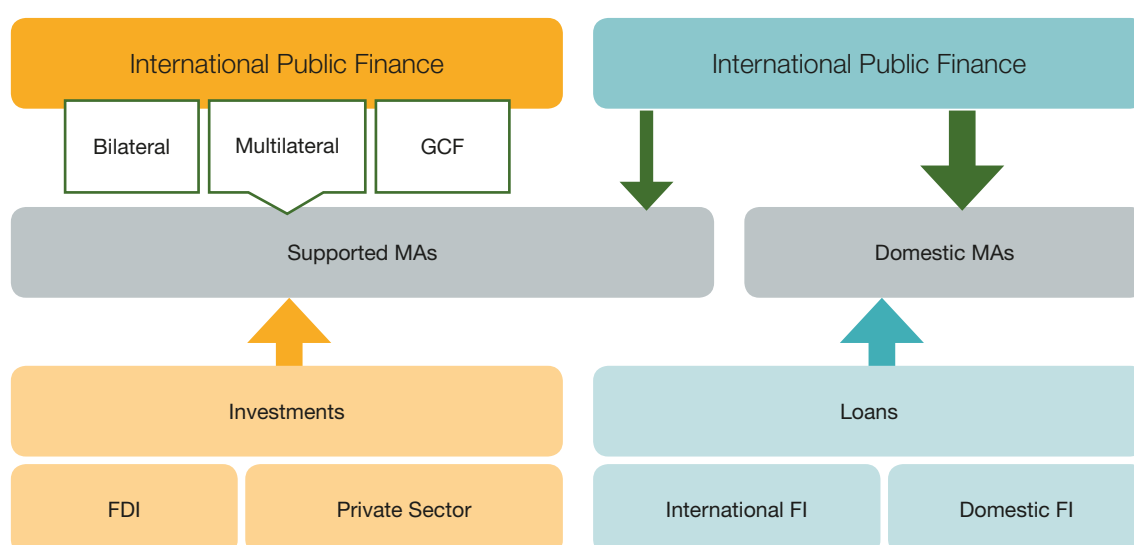 International Public Finance
International Public Finance
Bilateral
Multilateral
GCF
Supported MAs
Domestic MAs
Investments
Loans
FDI
Private Sector
International FI
Domestic FI